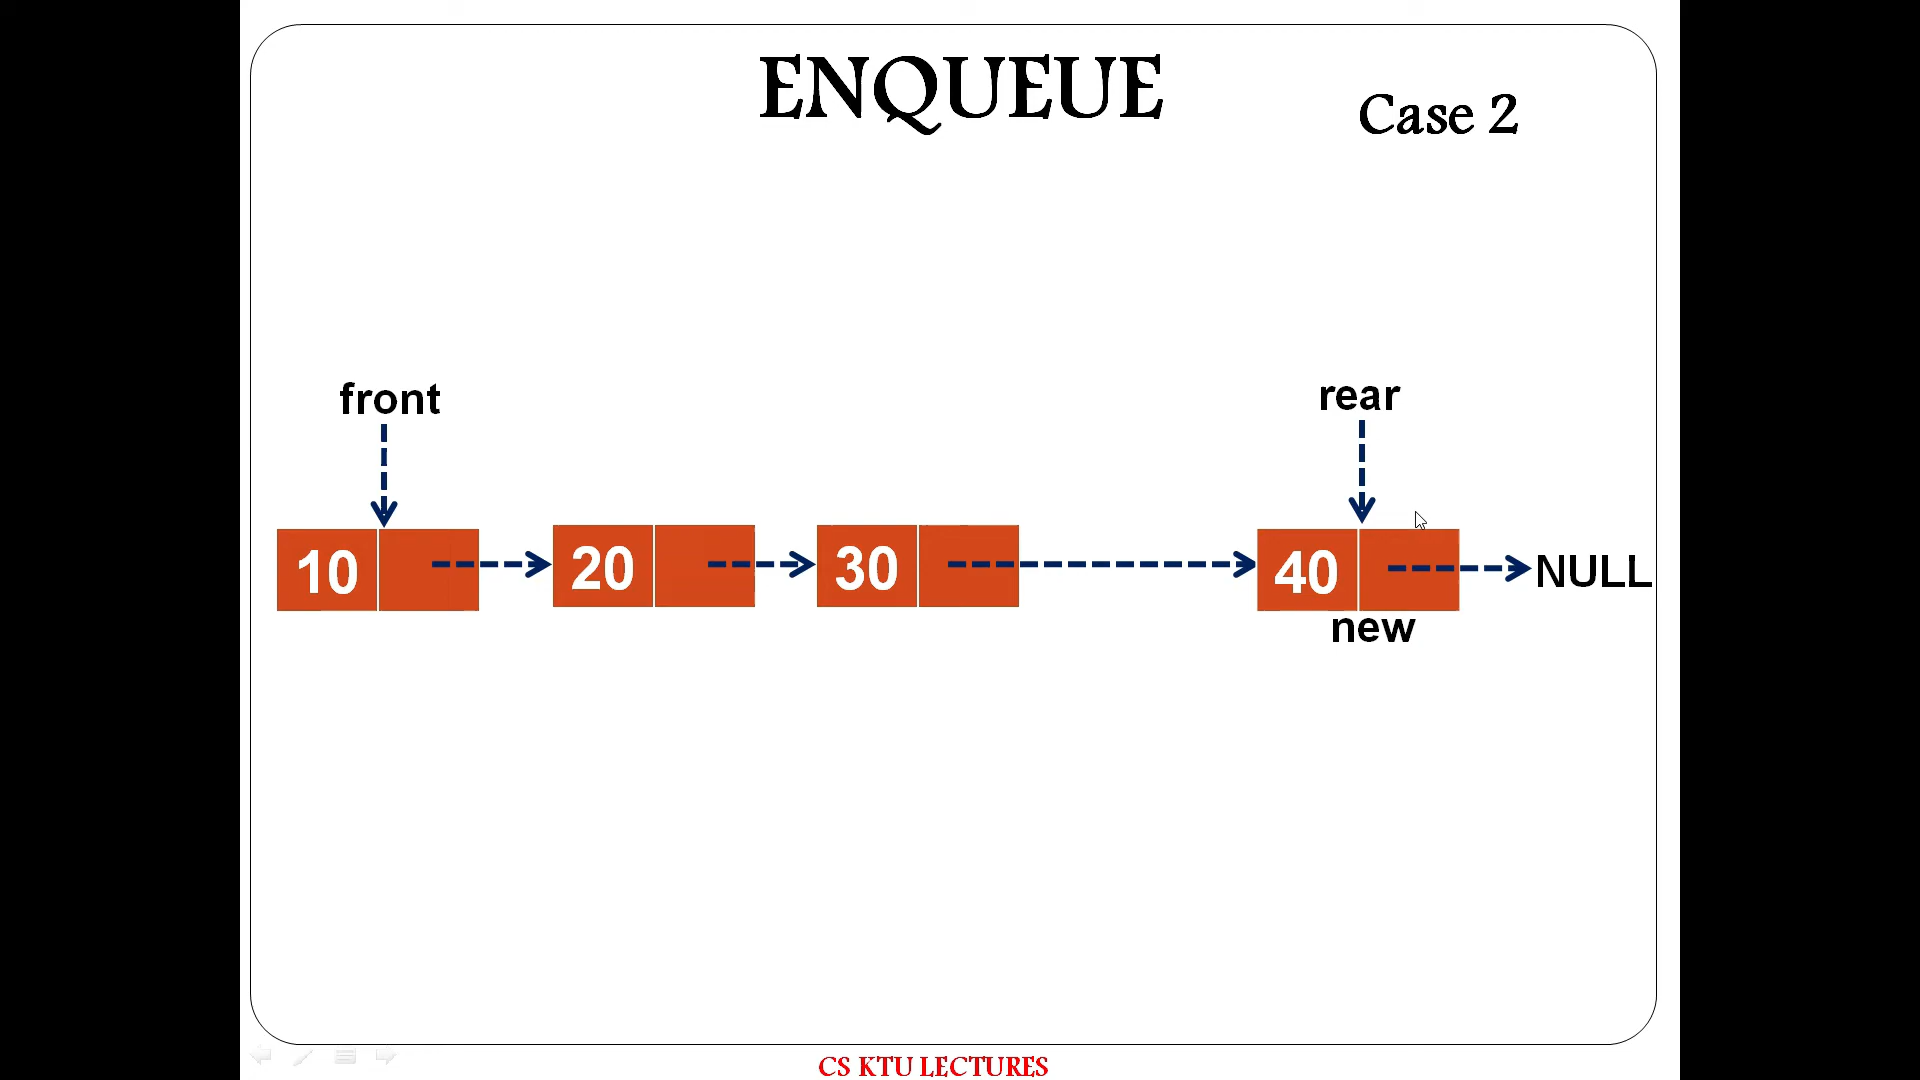 ENQUEUE
Case 2
front
rear
10
20
30
40
NULL
new
CS KTU LECTURES